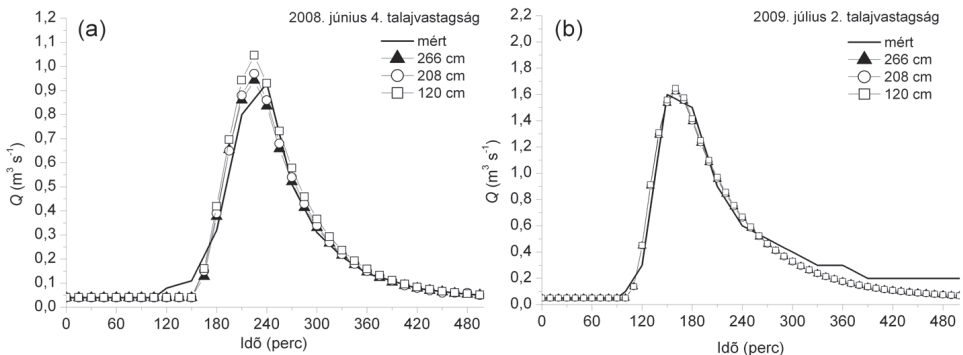 (a)
2008. június 4. talajvastagság
mért
266 cm
208 cm
120 cm
Q (m³ s⁻¹)
1,2
1,1
1,0
0,9
0,8
0,7
0,6
0,5
0,4
0,3
0,2
0,1
0,0
0 60 120 180 240 300 360 420 480
Idõ (perc)
(b)
2009. július 2. talajvastagság
mért
266 cm
208 cm
120 cm
Q (m³ s⁻¹)
2,2
2,0
1,8
1,6
1,4
1,2
1,0
0,8
0,6
0,4
0,2
0,0
0 60 120 180 240 300 360 420 480
Idõ (perc)